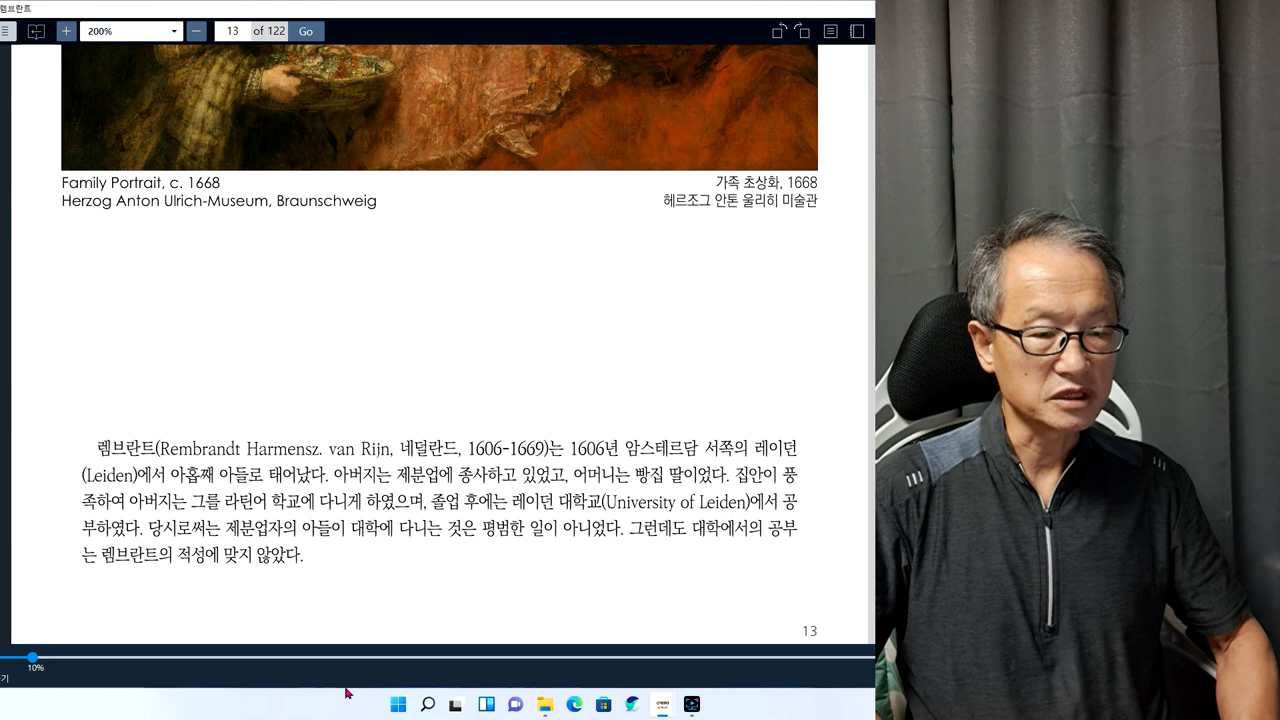 렘브란트
200%
13 of 122 Go
Family Portrait, c. 1668
Herzog Anton Ulrich-Museum, Braunschweig
가족 초상화, 1668
헤르조그 안톤 울리히 미술관
렘브란트(Rembrandt Harmensz. van Rijn, 네덜란드, 1606-1669)는 1606년 암스테르담 서쪽의 레이던
(Leiden)에서 아홉째 아들로 태어났다. 아버지는 제분업에 종사하고 있었고, 어머니는 빵집 딸이었다. 집안이 풍
족하여 아버지는 그를 라틴어 학교에 다니게 하였으며, 졸업 후에는 레이던 대학교(University of Leiden)에서 공
부하였다. 당시로써는 제분업자의 아들이 대학에 다니는 것은 평범한 일이 아니었다. 그런데도 대학에서의 공부
는 렘브란트의 적성에 맞지 않았다.
13
10%
기